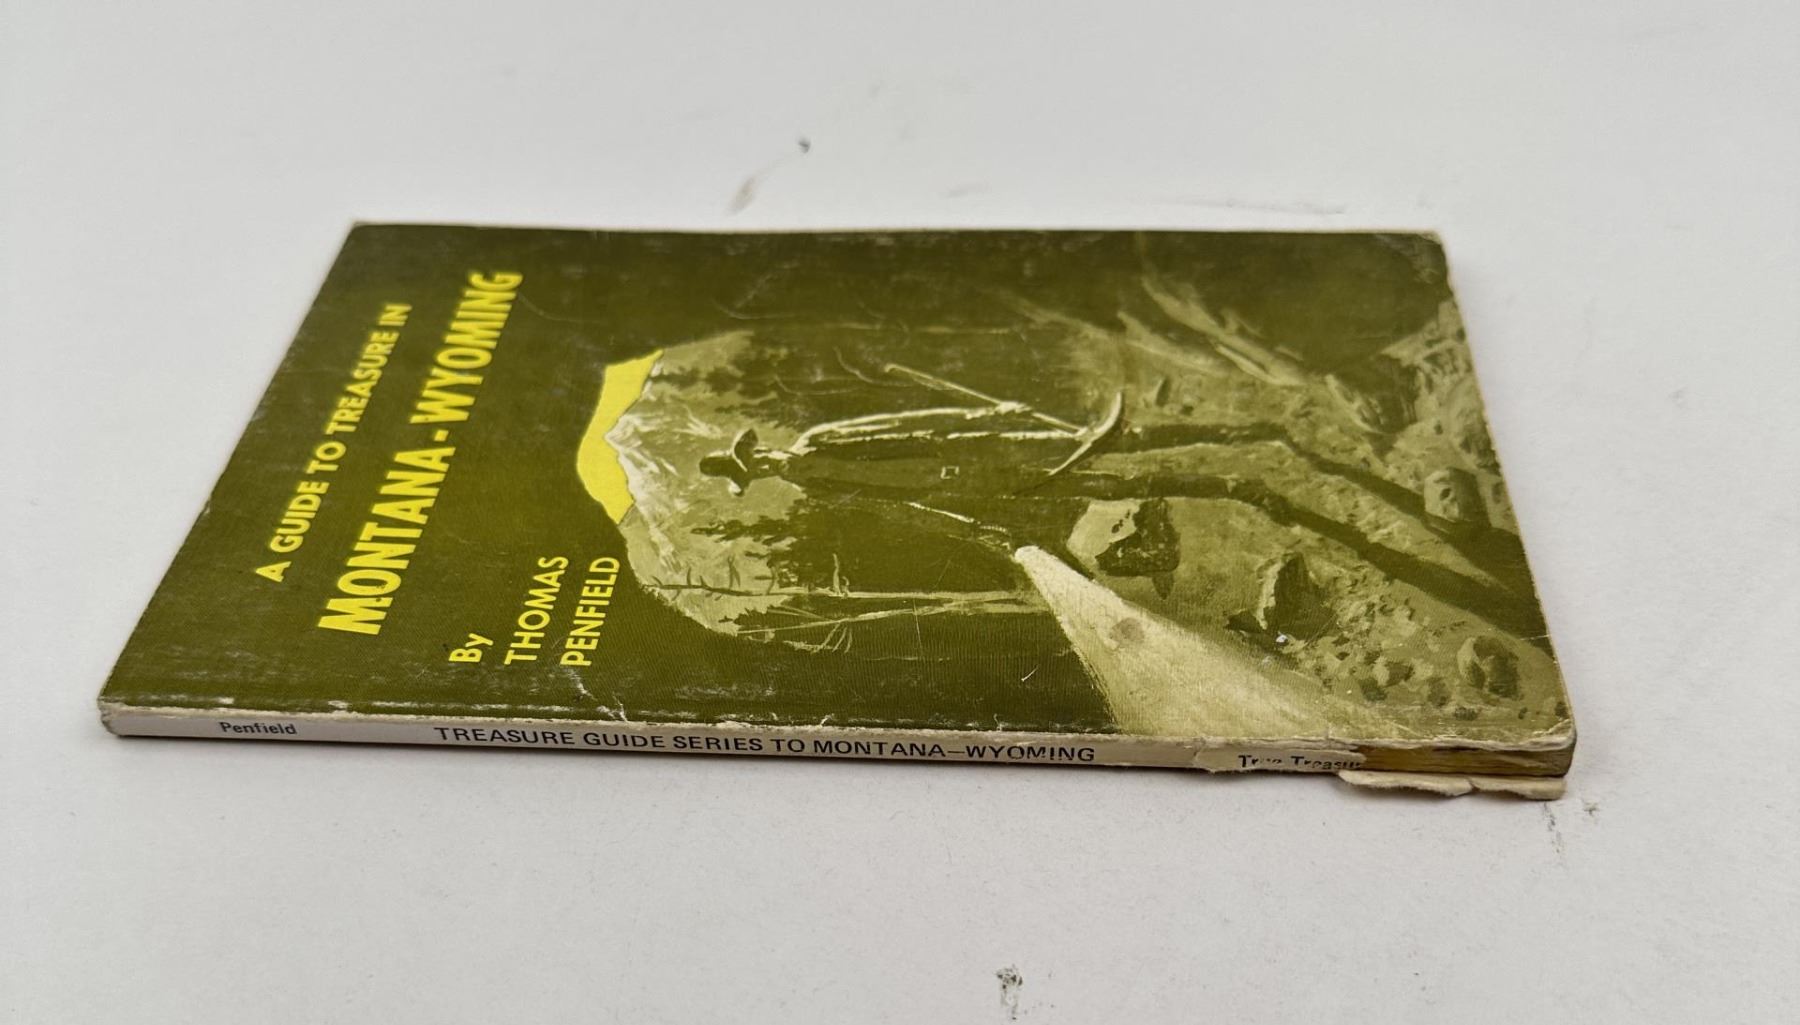 A GUIDE TO TREASURE IN
MONTANA-WYOMING
By
THOMAS
PENFIELD
Penfield
TREASURE GUIDE SERIES TO MONTANA—WYOMING